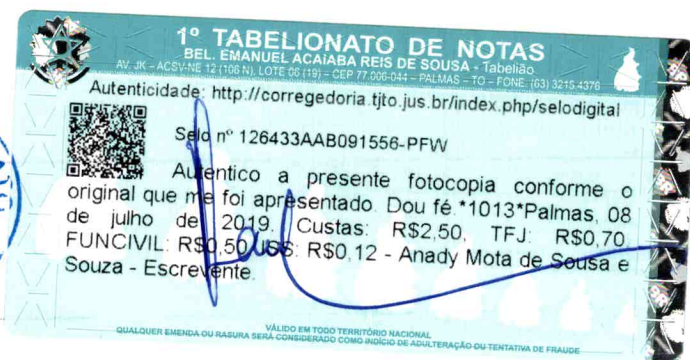 1º TABELIONATO DE NOTAS
BEL. EMANUEL ACAIABA REIS DE SOUSA - Tabelião
AV. JK - ACSV-NE 12 (106 N), LOTE 06 (19) - CEP 77.006-044 - PALMAS - TO - FONE. (63) 3215.4376
Autenticidade: http://corregedoria.tjto.jus.br/index.php/selodigital
Selo nº 126433AAB091556-PFW
Autentico a presente fotocopia conforme o
original que me foi apresentado. Dou fé.*1013*Palmas, 08
de julho de 2019. Custas: R$2,50, TFJ: R$0,70
FUNCIVIL: R$0,50 ISS: R$0,12 - Anady Mota de Sousa e
Souza - Escrevente.
VÁLIDO EM TODO TERRITÓRIO NACIONAL
QUALQUER EMENDA OU RASURA SERÁ CONSIDERADO COMO INDÍCIO DE ADULTERAÇÃO OU TENTATIVA DE FRAUDE